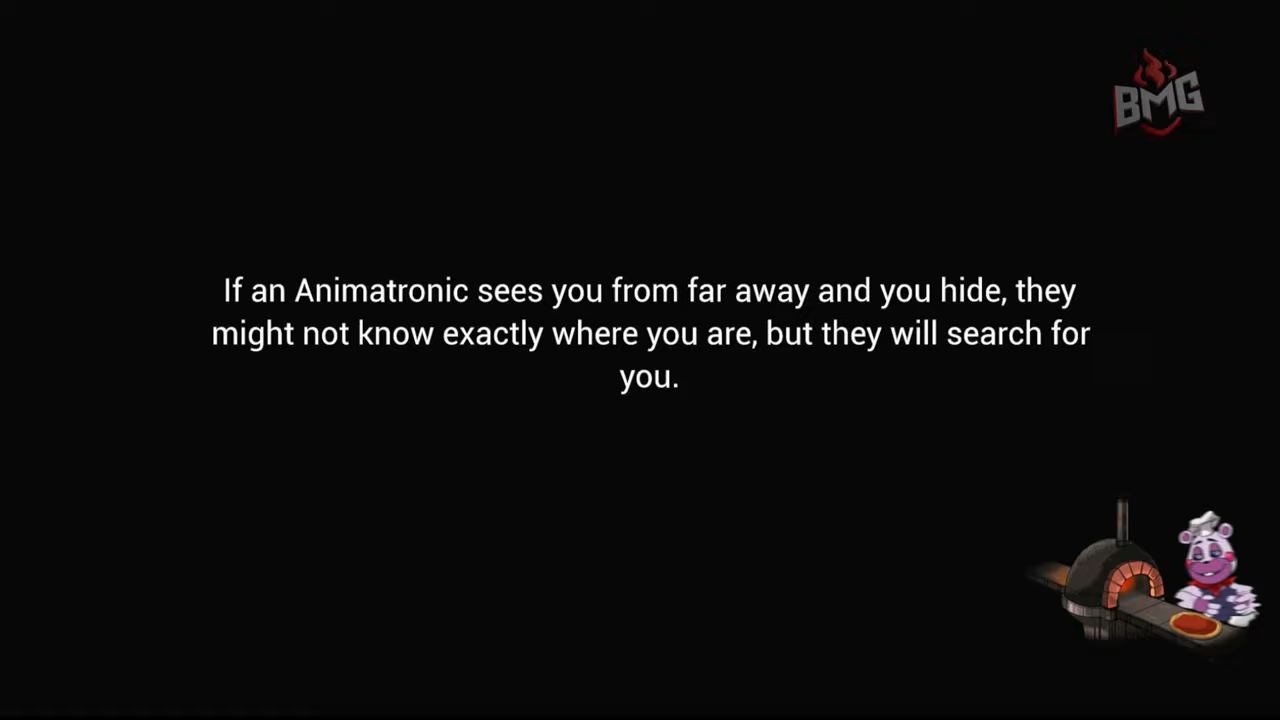 BMG
If an Animatronic sees you from far away and you hide, they
might not know exactly where you are, but they will search for
you.